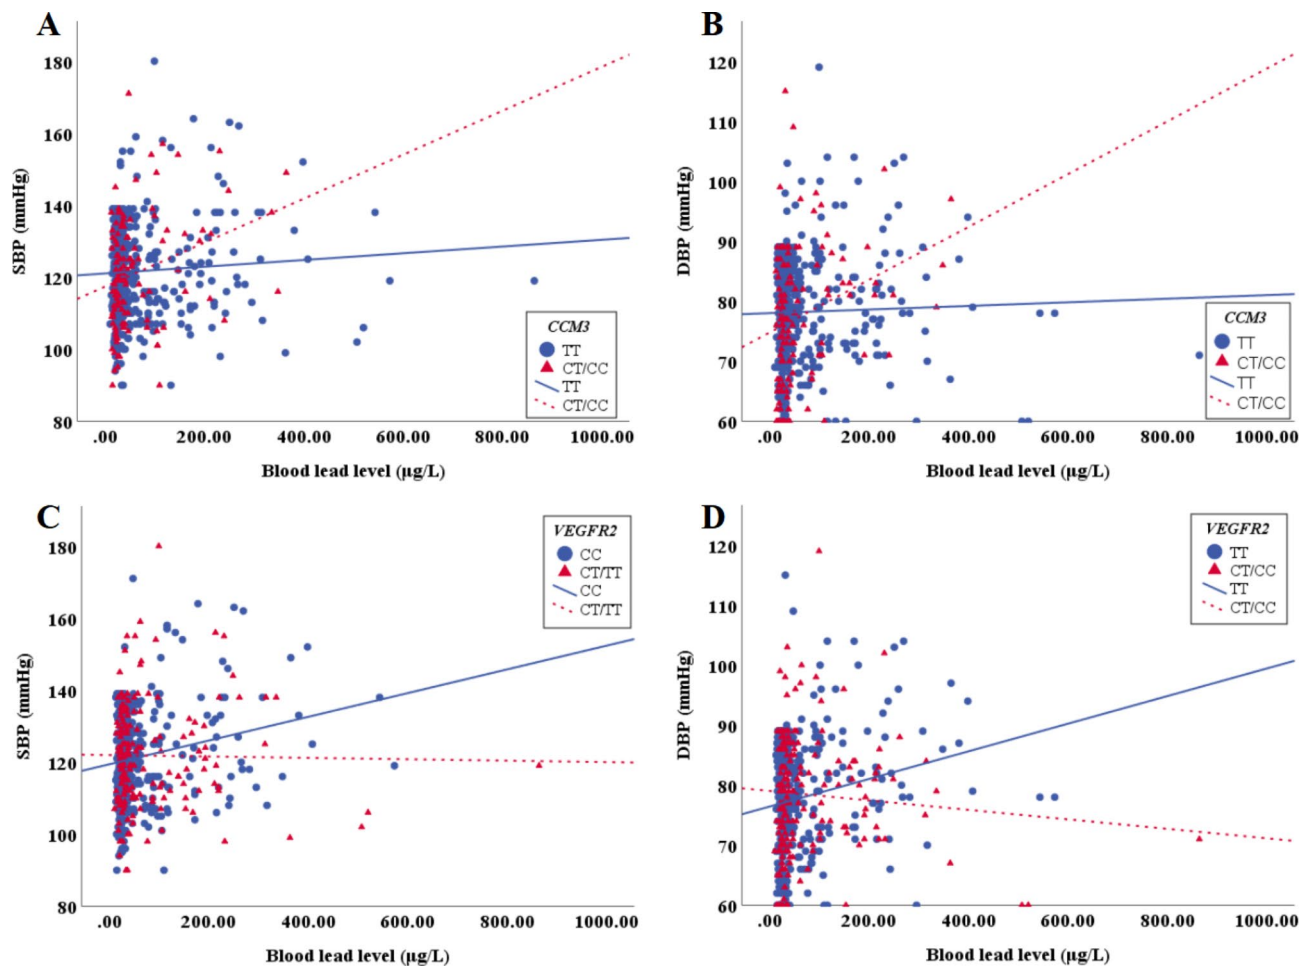 A
SBP (mmHg)
180
160
140
120
100
80
.00 200.00 400.00 600.00 800.00 1000.00
Blood lead level (µg/L)
CCM3
TT
CT/CC
TT
CT/CC
B
DBP (mmHg)
120
110
100
90
80
70
60
.00 200.00 400.00 600.00 800.00 1000.00
Blood lead level (µg/L)
CCM3
TT
CT/CC
TT
CT/CC
C
SBP (mmHg)
180
160
140
120
100
80
.00 200.00 400.00 600.00 800.00 1000.00
Blood lead level (µg/L)
VEGFR2
CC
CT/TT
CC
CT/TT
D
DBP (mmHg)
120
110
100
90
80
70
60
.00 200.00 400.00 600.00 800.00 1000.00
Blood lead level (µg/L)
VEGFR2
TT
CT/CC
TT
CT/CC